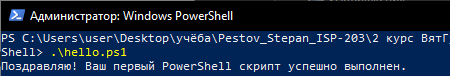 Администратор: Windows PowerShell
PS C:\Users\user\Desktop\учёба\Pestov_Stepan_ISP-203\2 курс ВятГ
Shell> .\hello.ps1
Поздравляю! Ваш первый PowerShell скрипт успешно выполнен.